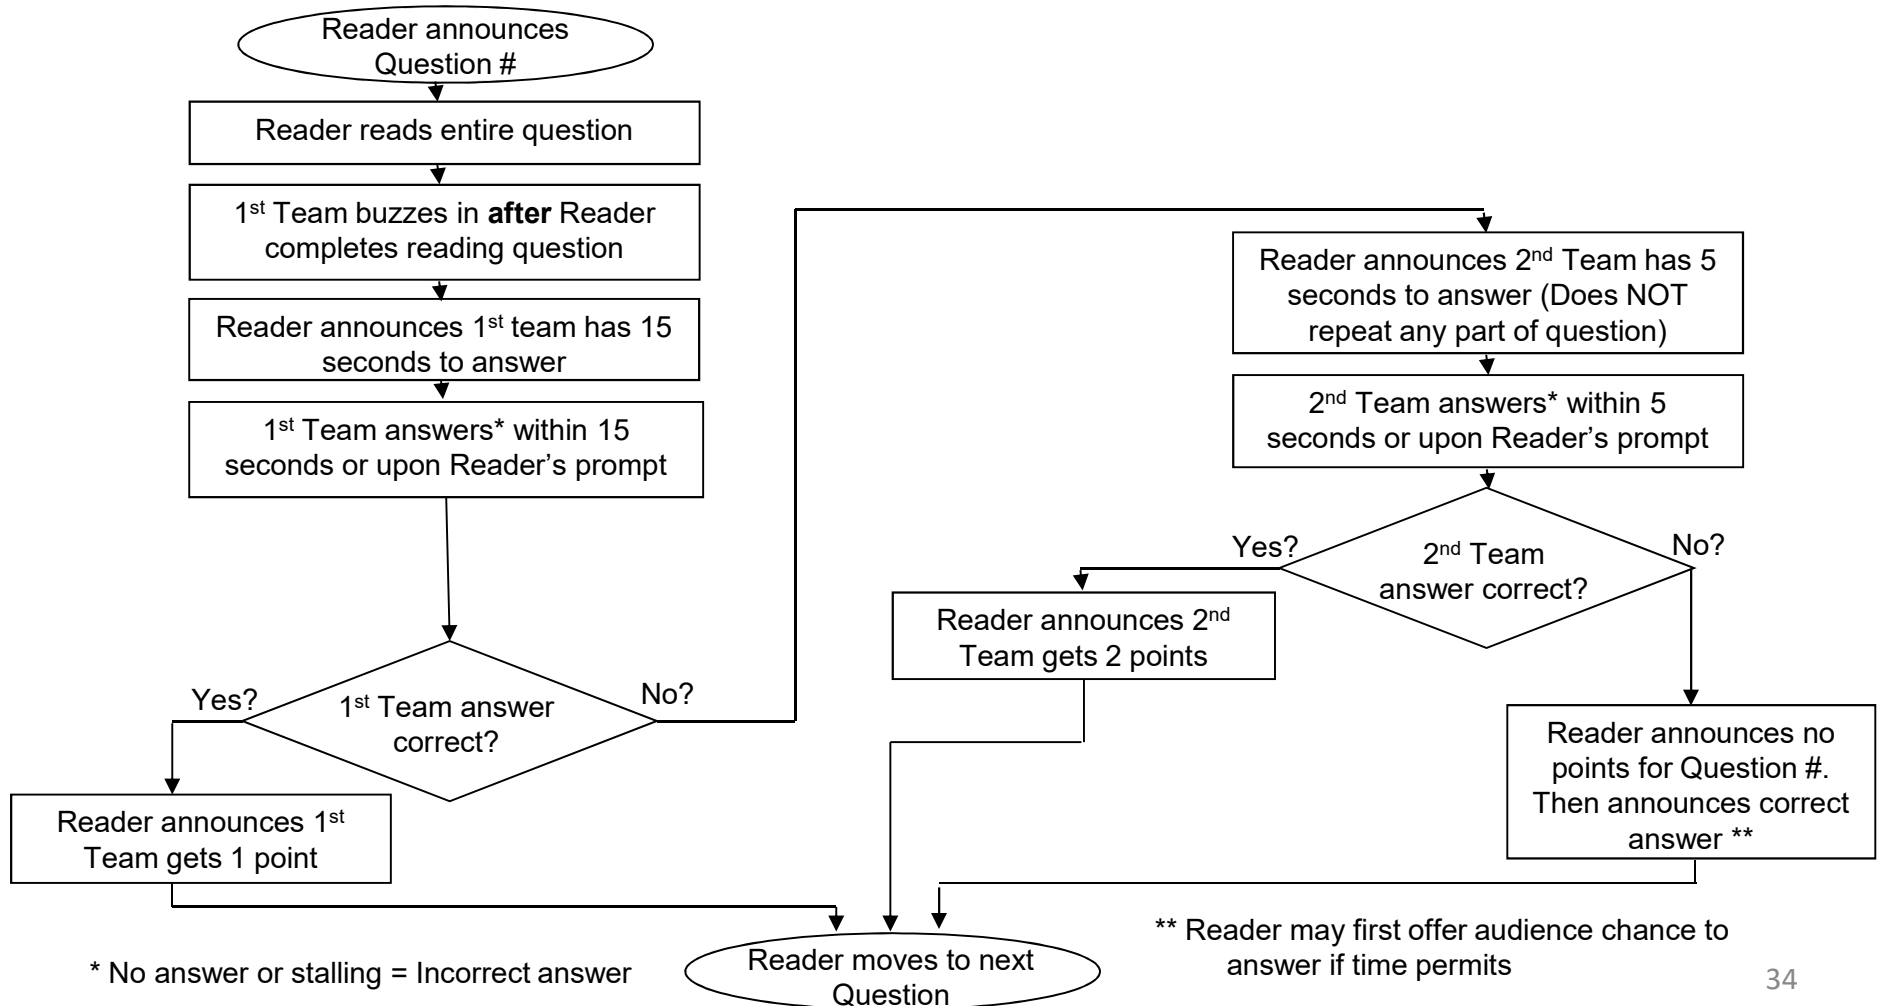 Reader announces
Question #
Reader reads entire question
1st Team buzzes in after Reader
completes reading question
Reader announces 1st team has 15
seconds to answer
1st Team answers* within 15
seconds or upon Reader’s prompt
Yes?
1st Team answer
correct?
No?
Reader announces 1st
Team gets 1 point
Reader announces 2nd Team has 5
seconds to answer (Does NOT
repeat any part of question)
2nd Team answers* within 5
seconds or upon Reader’s prompt
Yes?
2nd Team
answer correct?
No?
Reader announces 2nd
Team gets 2 points
Reader announces no
points for Question #.
Then announces correct
answer **
Reader moves to next
Question
* No answer or stalling = Incorrect answer
** Reader may first offer audience chance to
answer if time permits
34